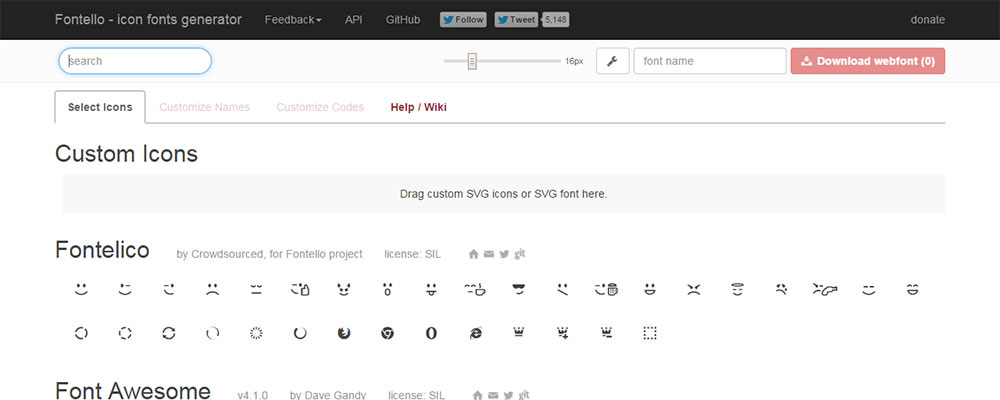 Fontello - icon fonts generator Feedback API GitHub Follow Tweet 5,148 donate
search 16px font name Download webfont (0)
Select Icons Customize Names Customize Codes Help / Wiki
Custom Icons
Drag custom SVG icons or SVG font here.
Fontelico by Crowdsourced, for Fontello project license: SIL git
Font Awesome v4.1.0 by Dave Gandy license: SIL git